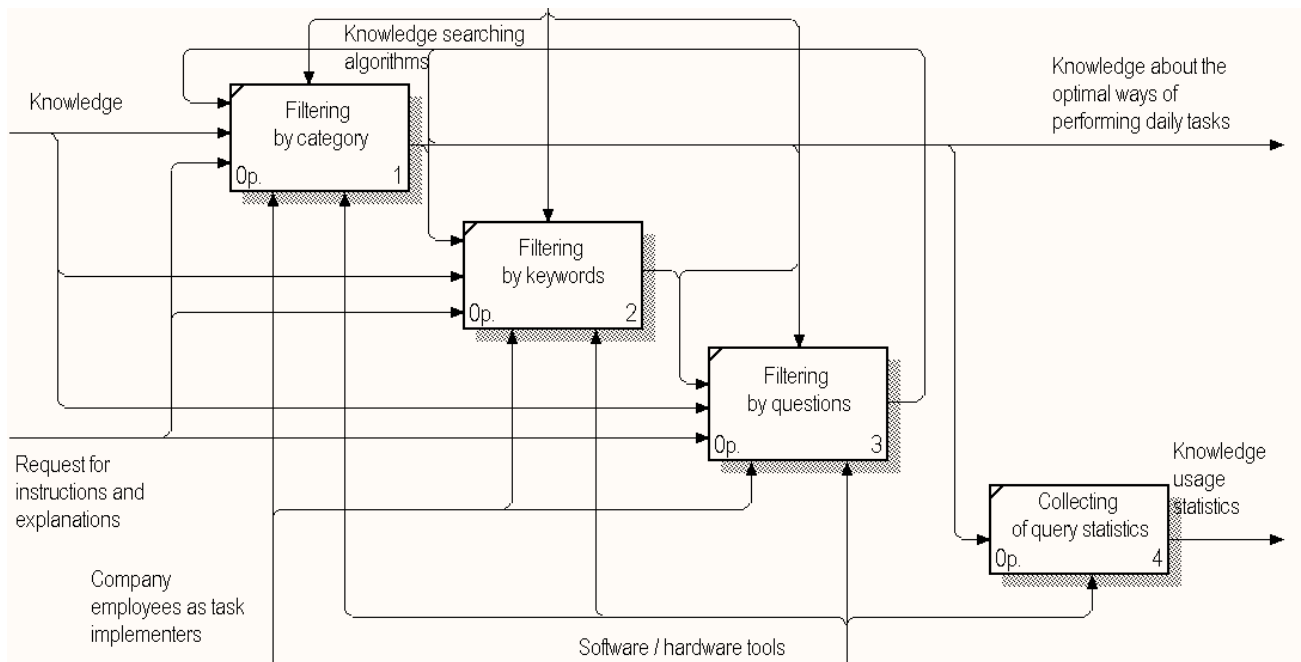 Knowledge searching
algorithms
Knowledge about the
optimal ways of
performing daily tasks
Knowledge
Filtering
by category
0p.
1
Filtering
by keywords
0p.
2
Filtering
by questions
0p.
3
Request for
instructions and
explanations
Knowledge
usage
statistics
Collecting
of query statistics
0p.
4
Company
employees as task
implementers
Software / hardware tools